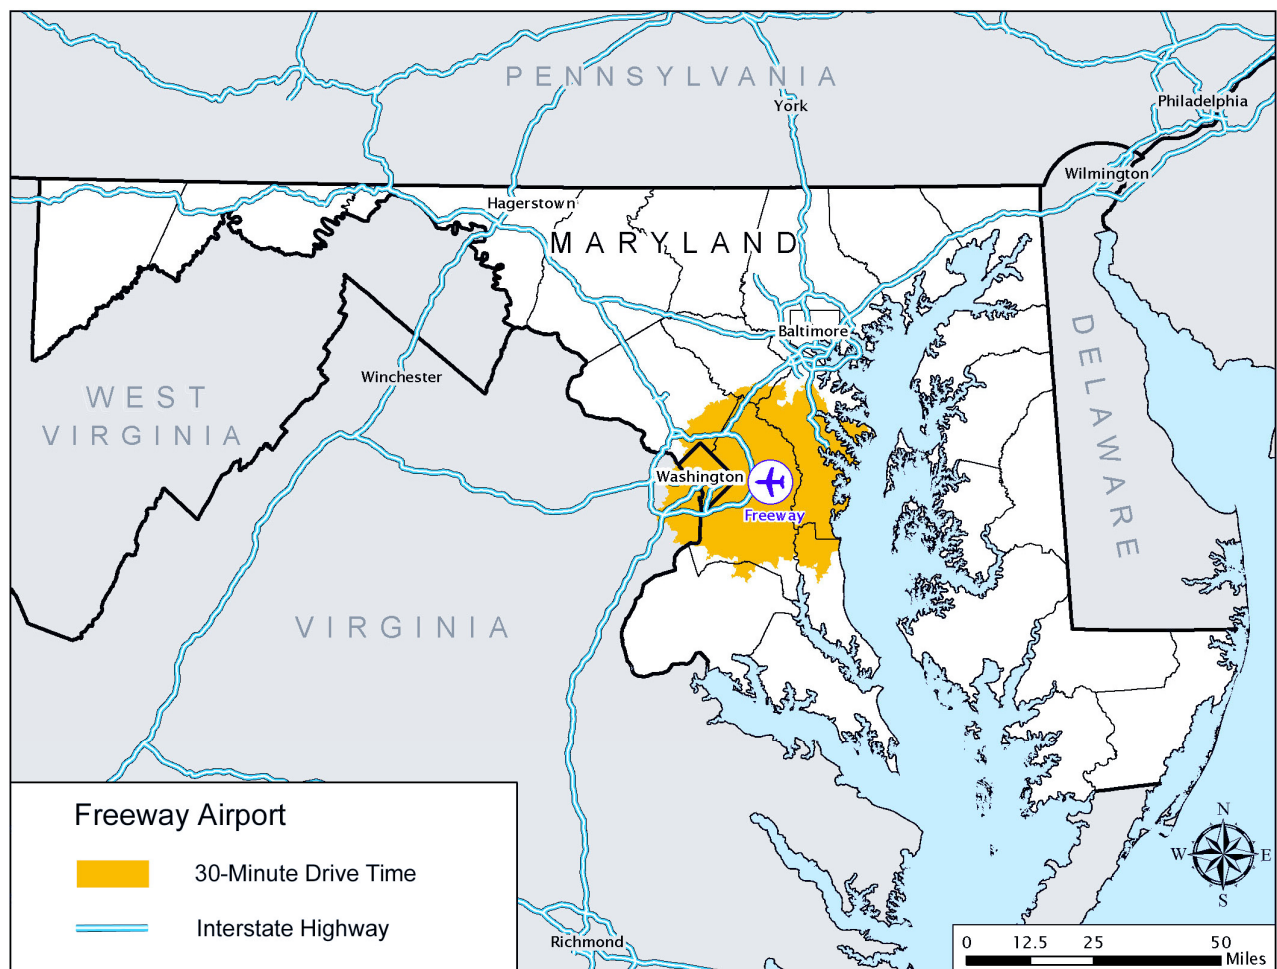 PENNSYLVANIA
York
Philadelphia
Wilmington
Hagerstown
MARYLAND
Baltimore
DELAWARE
Winchester
WEST
VIRGINIA
Washington
Freeway
VIRGINIA
Freeway Airport
30-Minute Drive Time
Interstate Highway
Richmond
N
W E
S
0 12.5 25 50
Miles